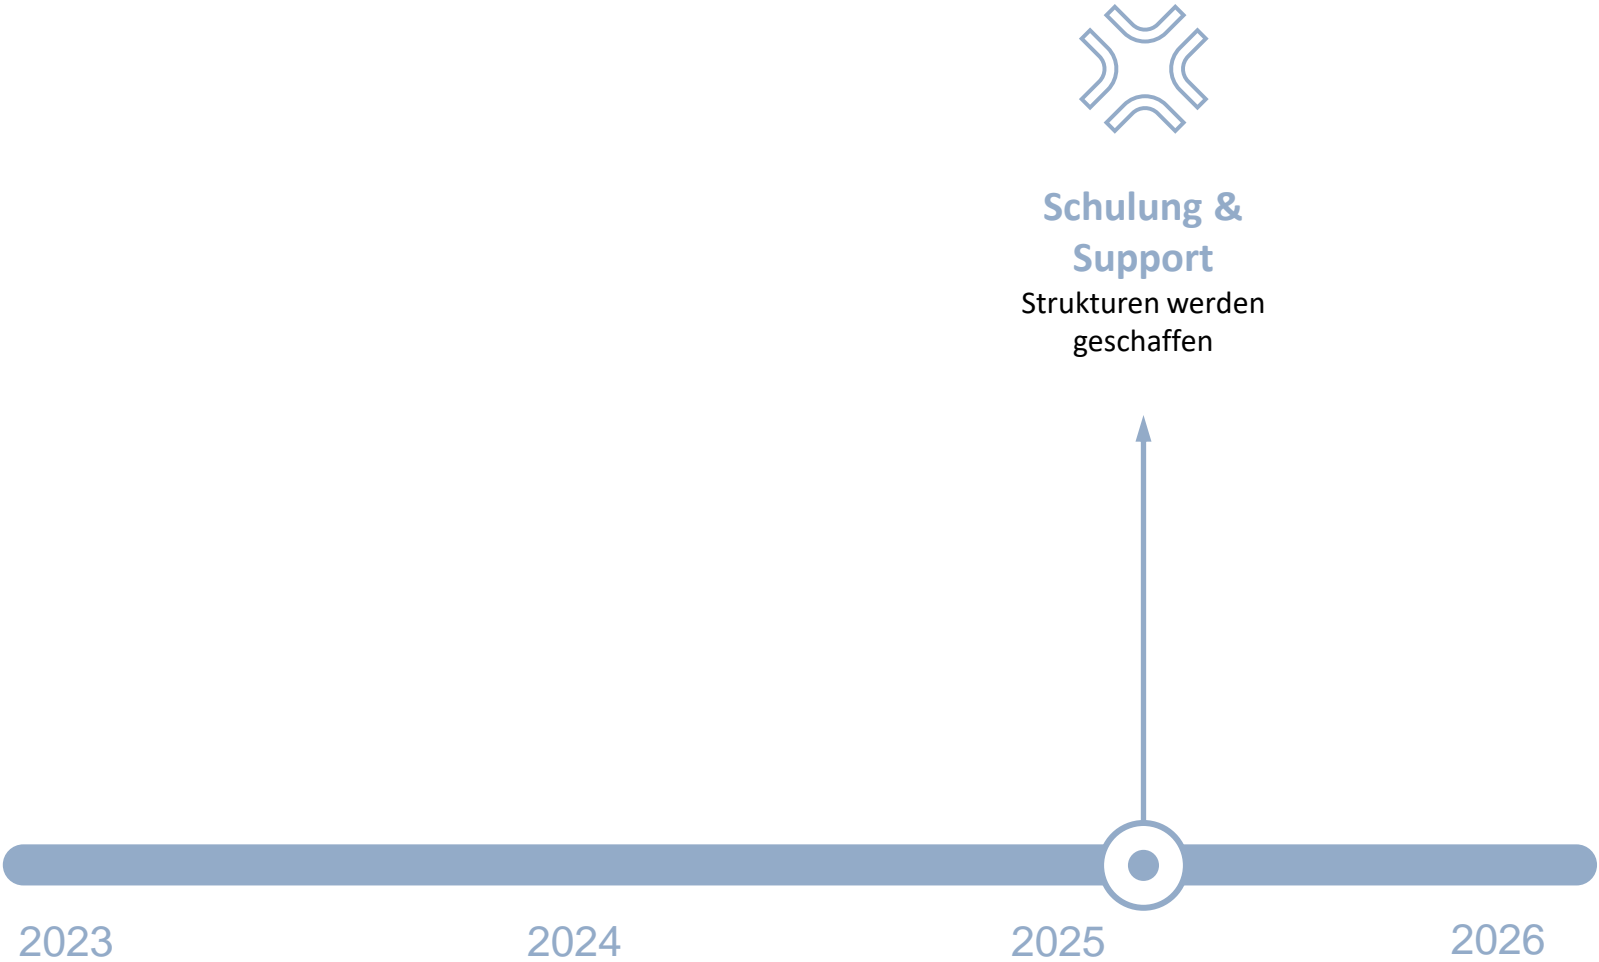 Schulung &
Support
Strukturen werden
geschaffen
2023 2024 2025 2026